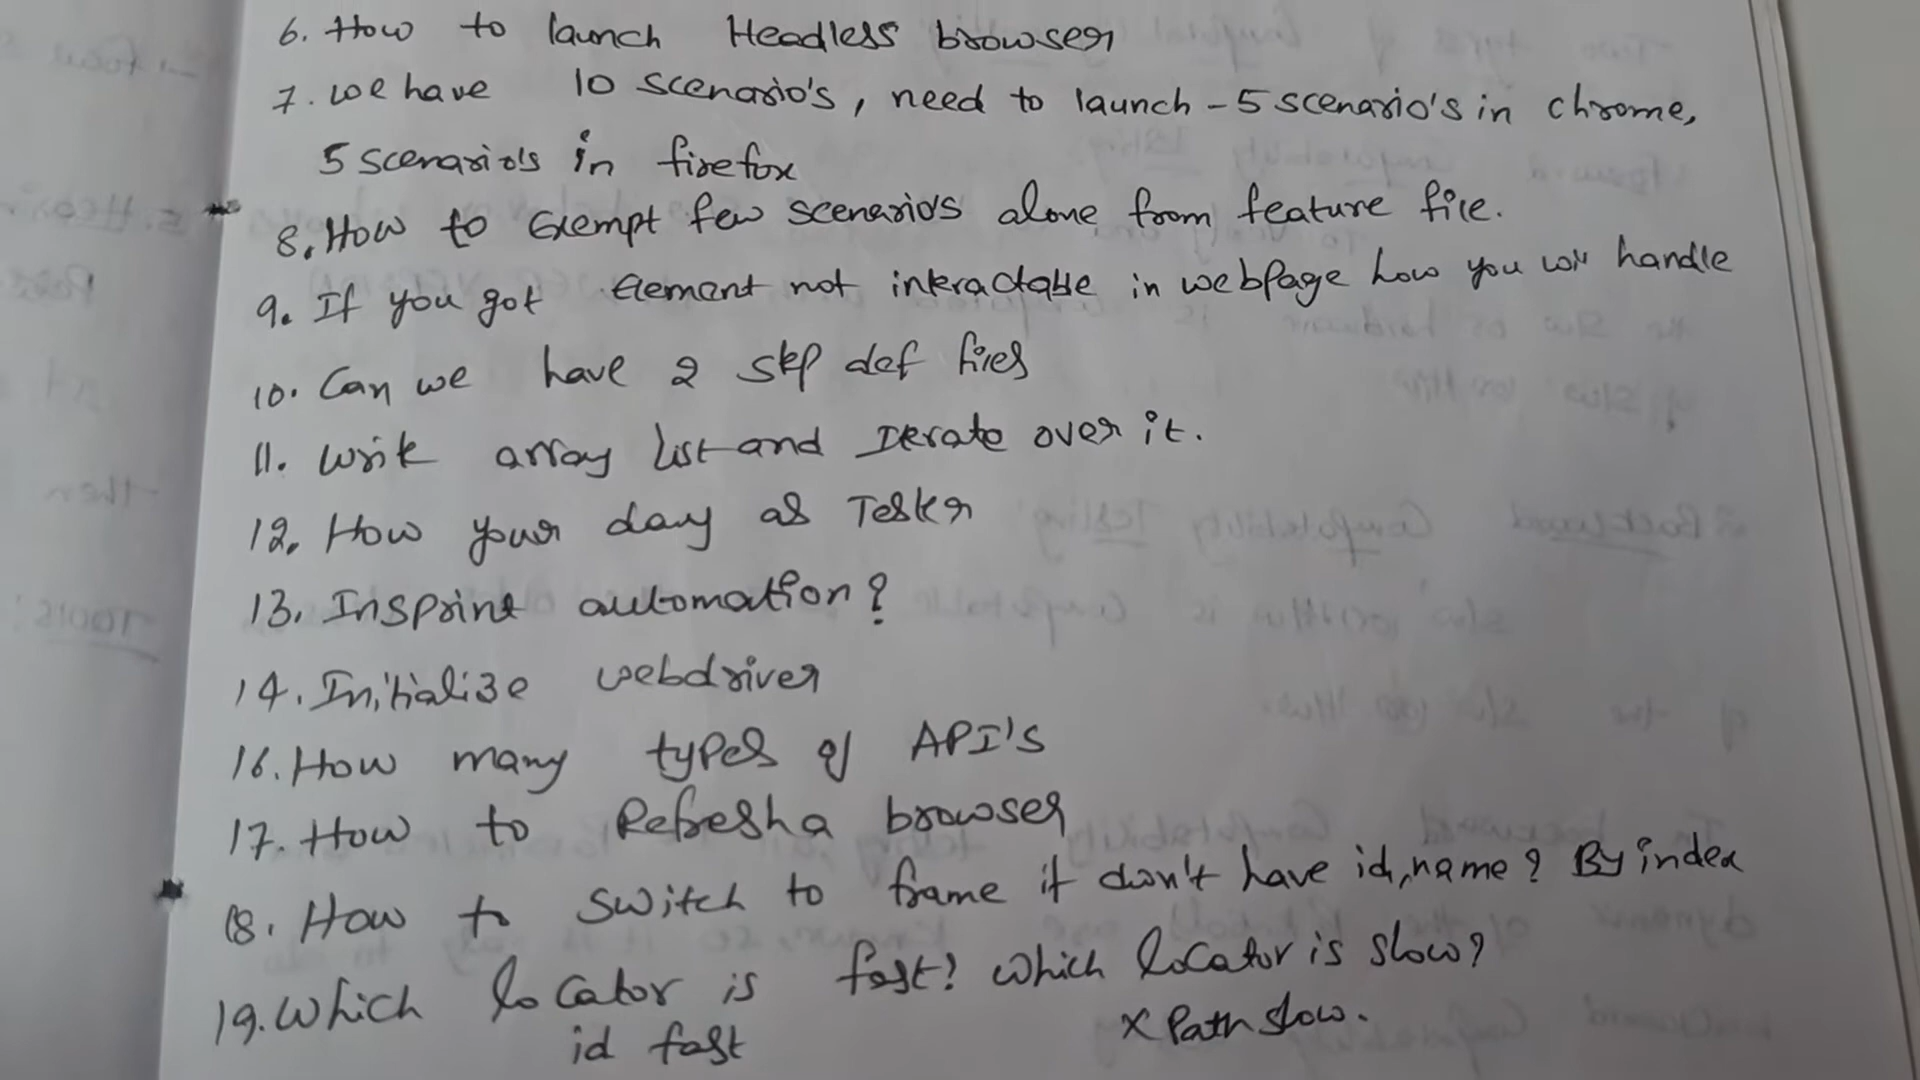 6. How to launch Headless browser
7. we have 10 scenario's, need to launch - 5 scenario's in chrome,
5 scenario's in firefox
* 8. How to Exempt few scenario's alone from feature file.
9. If you got Element not interactable in webpage how you will handle
10. Can we have 2 step def files
11. Write array list and Iterate over it.
12. How your day as Tester
13. Insprint automation?
14. Initialize webdriver
16. How many types of API's
17. How to Refresh a browser
* 18. How to switch to frame if don't have id, name? By index
19. Which locator is fast? which locator is slow?
id fast XPath slow.